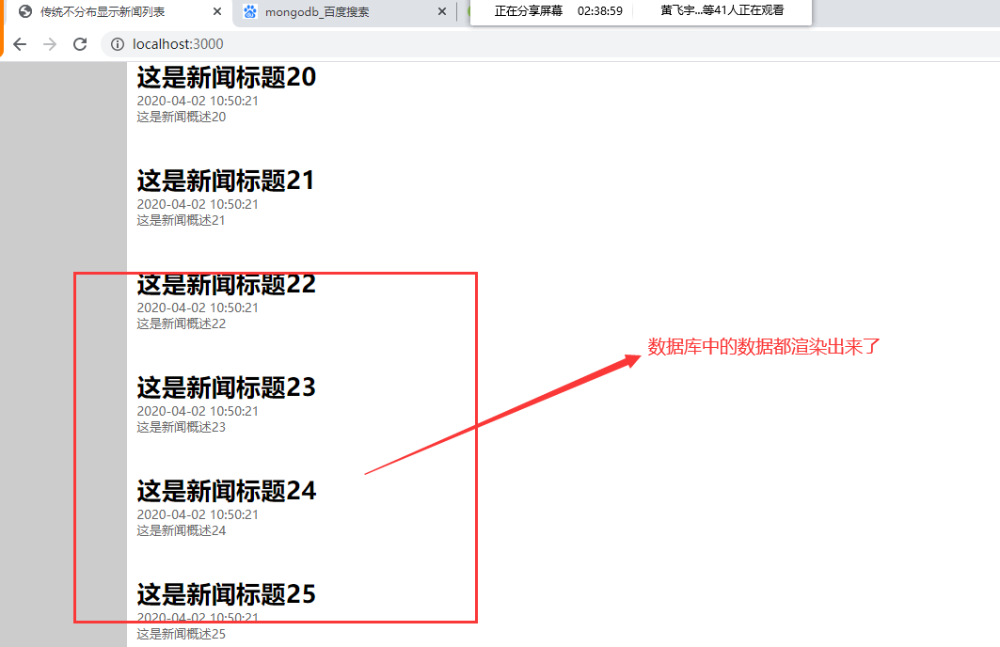 传统不分布显示新闻列表
mongodb_百度搜索
正在分享屏幕 02:38:59 黄飞宇...等41人正在观看
localhost:3000
这是新闻标题20
2020-04-02 10:50:21
这是新闻概述20
这是新闻标题21
2020-04-02 10:50:21
这是新闻概述21
这是新闻标题22
2020-04-02 10:50:21
这是新闻概述22
数据库中的数据都渲染出来了
这是新闻标题23
2020-04-02 10:50:21
这是新闻概述23
这是新闻标题24
2020-04-02 10:50:21
这是新闻概述24
这是新闻标题25
2020-04-02 10:50:21
这是新闻概述25